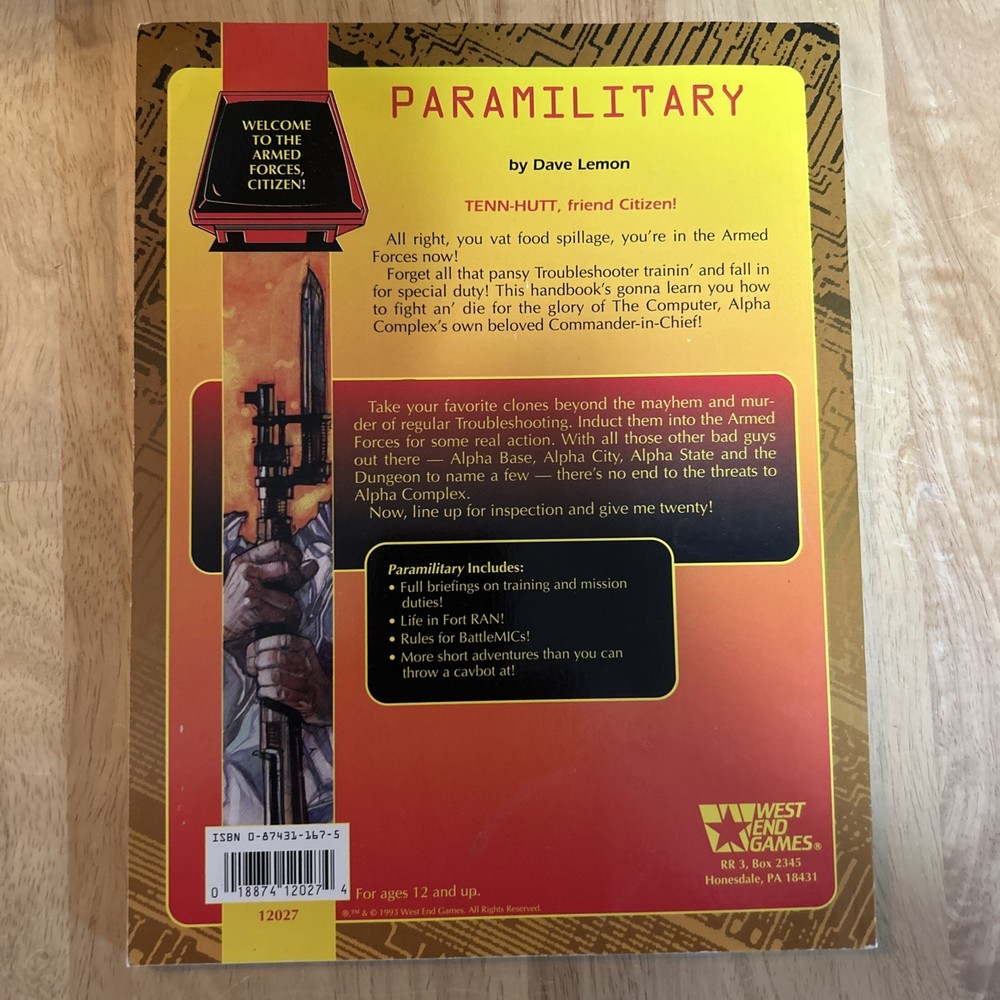 PARAMILITARY
WELCOME
TO THE
ARMED
FORCES,
CITIZEN!
by Dave Lemon
TENN-HUTT, friend Citizen!
All right, you vat food spillage, you're in the Armed
Forces now!
Forget all that pansy Troubleshooter trainin' and fall in
for special duty! This handbook's gonna learn you how
to fight an' die for the glory of The Computer, Alpha
Complex's own beloved Commander-in-Chief!
Take your favorite clones beyond the mayhem and mur-
der of regular Troubleshooting. Induct them into the Armed
Forces for some real action. With all those other bad guys
out there — Alpha Base, Alpha City, Alpha State and the
Dungeon to name a few — there's no end to the threats to
Alpha Complex.
Now, line up for inspection and give me twenty!
Paramilitary Includes:
• Full briefings on training and mission
duties!
• Life in Fort RAN!
• Rules for BattleMICs!
• More short adventures than you can
throw a cavbot at!
WEST
END
GAMES®
RR 3, Box 2345
Honesdale, PA 18431
ISBN 0-87431-167-5
0 18874 12027 4
For ages 12 and up.
12027
®,™ & © 1993 West End Games. All Rights Reserved.